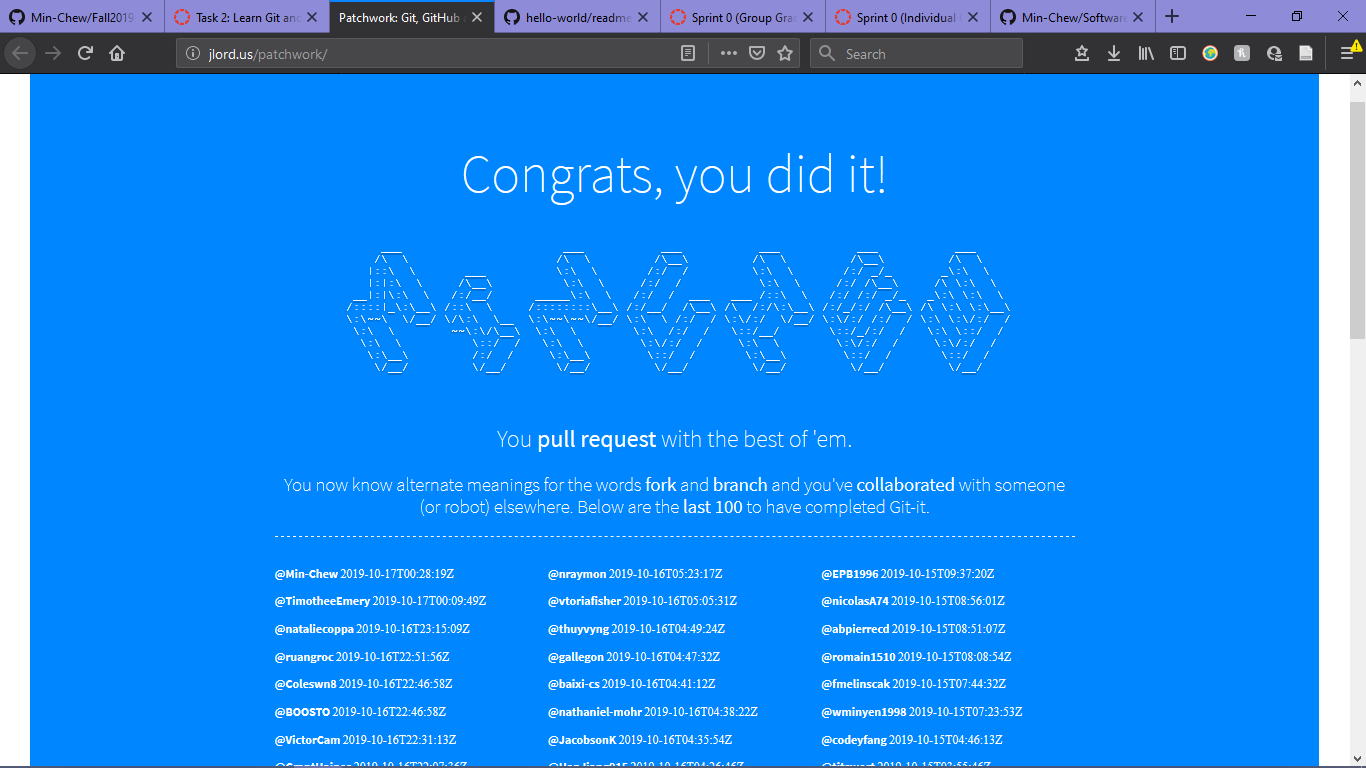 Min-Chew/Fall2019
Task 2: Learn Git and
Patchwork: Git, GitHub
hello-world/readme
Sprint 0 (Group Gra
Sprint 0 (Individual
Min-Chew/Software
jlord.us/patchwork/
Search
Congrats, you did it!
You pull request with the best of 'em.
You now know alternate meanings for the words fork and branch and you've collaborated with someone
(or robot) elsewhere. Below are the last 100 to have completed Git-it.
@Min-Chew 2019-10-17T00:28:19Z
@TimotheeEmery 2019-10-17T00:09:49Z
@nataliecoppa 2019-10-16T23:15:09Z
@ruangroc 2019-10-16T22:51:56Z
@Coleswn8 2019-10-16T22:46:58Z
@BOOSTO 2019-10-16T22:46:58Z
@VictorCam 2019-10-16T22:31:13Z
@nraymon 2019-10-16T05:23:17Z
@vtoriafisher 2019-10-16T05:05:31Z
@thuyvyng 2019-10-16T04:49:24Z
@gallegon 2019-10-16T04:47:32Z
@baixi-cs 2019-10-16T04:41:12Z
@nathaniel-mohr 2019-10-16T04:38:22Z
@JacobsonK 2019-10-16T04:35:54Z
@EPB1996 2019-10-15T09:37:20Z
@nicolasA74 2019-10-15T08:56:01Z
@abpierrecd 2019-10-15T08:51:07Z
@romain1510 2019-10-15T08:08:54Z
@fmelinscak 2019-10-15T07:44:32Z
@wminyen1998 2019-10-15T07:23:53Z
@codeyfang 2019-10-15T04:46:13Z